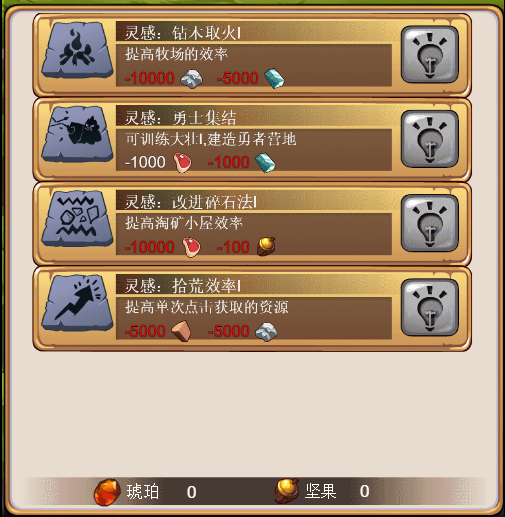 灵感：钻木取火Ⅰ
提高牧场的效率
-10000 -5000
灵感：勇士集结
可训练大壮Ⅰ,建造勇者营地
-1000 -1000
灵感：改进碎石法Ⅰ
提高淘矿小屋效率
-10000 -100
灵感：拾荒效率Ⅰ
提高单次点击获取的资源
-5000 -5000
琥珀 0 坚果 0